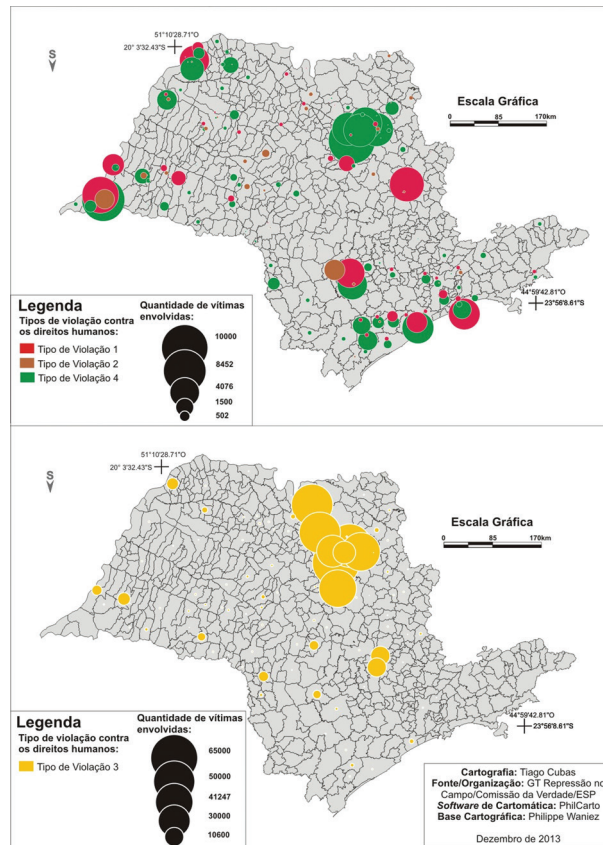 51°10'28.71"O
20° 3'32.43"S
S
Escala Gráfica
0 85 170km
44°59'42.81"O
23°56'8.61"S
Legenda
Tipos de violação contra
os direitos humanos:
Tipo de Violação 1
Tipo de Violação 2
Tipo de Violação 4
Quantidade de vítimas
envolvidas:
10000
8452
4076
1500
502
51°10'28.71"O
20° 3'32.43"S
S
Escala Gráfica
0 85 170km
44°59'42.81"O
23°56'8.61"S
Legenda
Tipo de violação contra
os direitos humanos:
Tipo de Violação 3
Quantidade de vítimas
envolvidas:
65000
50000
41247
30000
10600
Cartografia: Tiago Cubas
Fonte/Organização: GT Repressão no
Campo/Comissão da Verdade/ESP
Software de Cartomática: PhilCarto
Base Cartográfica: Philippe Waniez
Dezembro de 2013